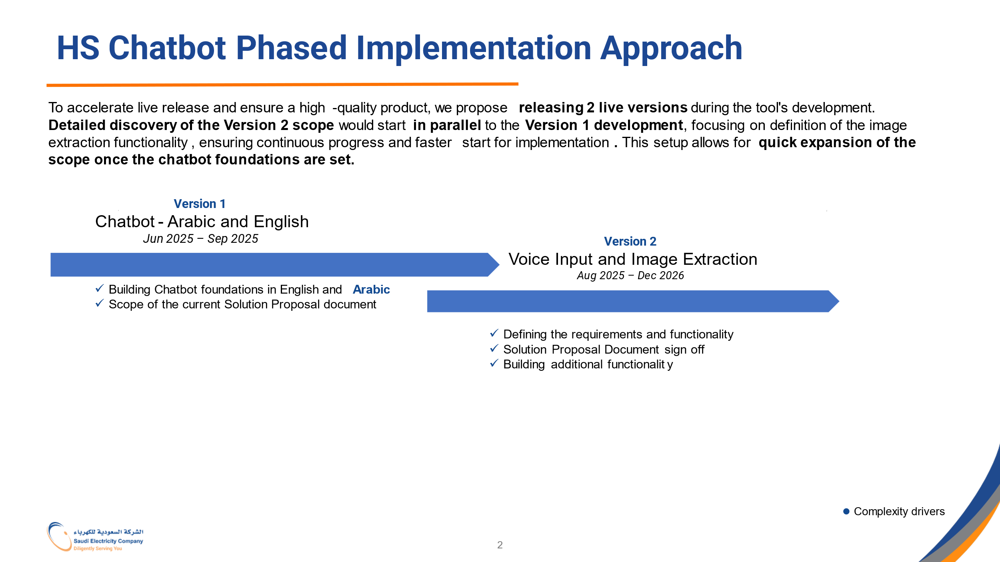 HS Chatbot Phased Implementation Approach
To accelerate live release and ensure a high -quality product, we propose releasing 2 live versions during the tool's development.
Detailed discovery of the Version 2 scope would start in parallel to the Version 1 development, focusing on definition of the image
extraction functionality , ensuring continuous progress and faster start for implementation . This setup allows for quick expansion of the
scope once the chatbot foundations are set.
Version 1
Chatbot - Arabic and English
Jun 2025 – Sep 2025
✓ Building Chatbot foundations in English and Arabic
✓ Scope of the current Solution Proposal document
Version 2
Voice Input and Image Extraction
Aug 2025 – Dec 2026
✓ Defining the requirements and functionality
✓ Solution Proposal Document sign off
✓ Building additional functionality
● Complexity drivers
الشركة السعودية للكهرباء
Saudi Electricity Company
Diligently Serving You
2